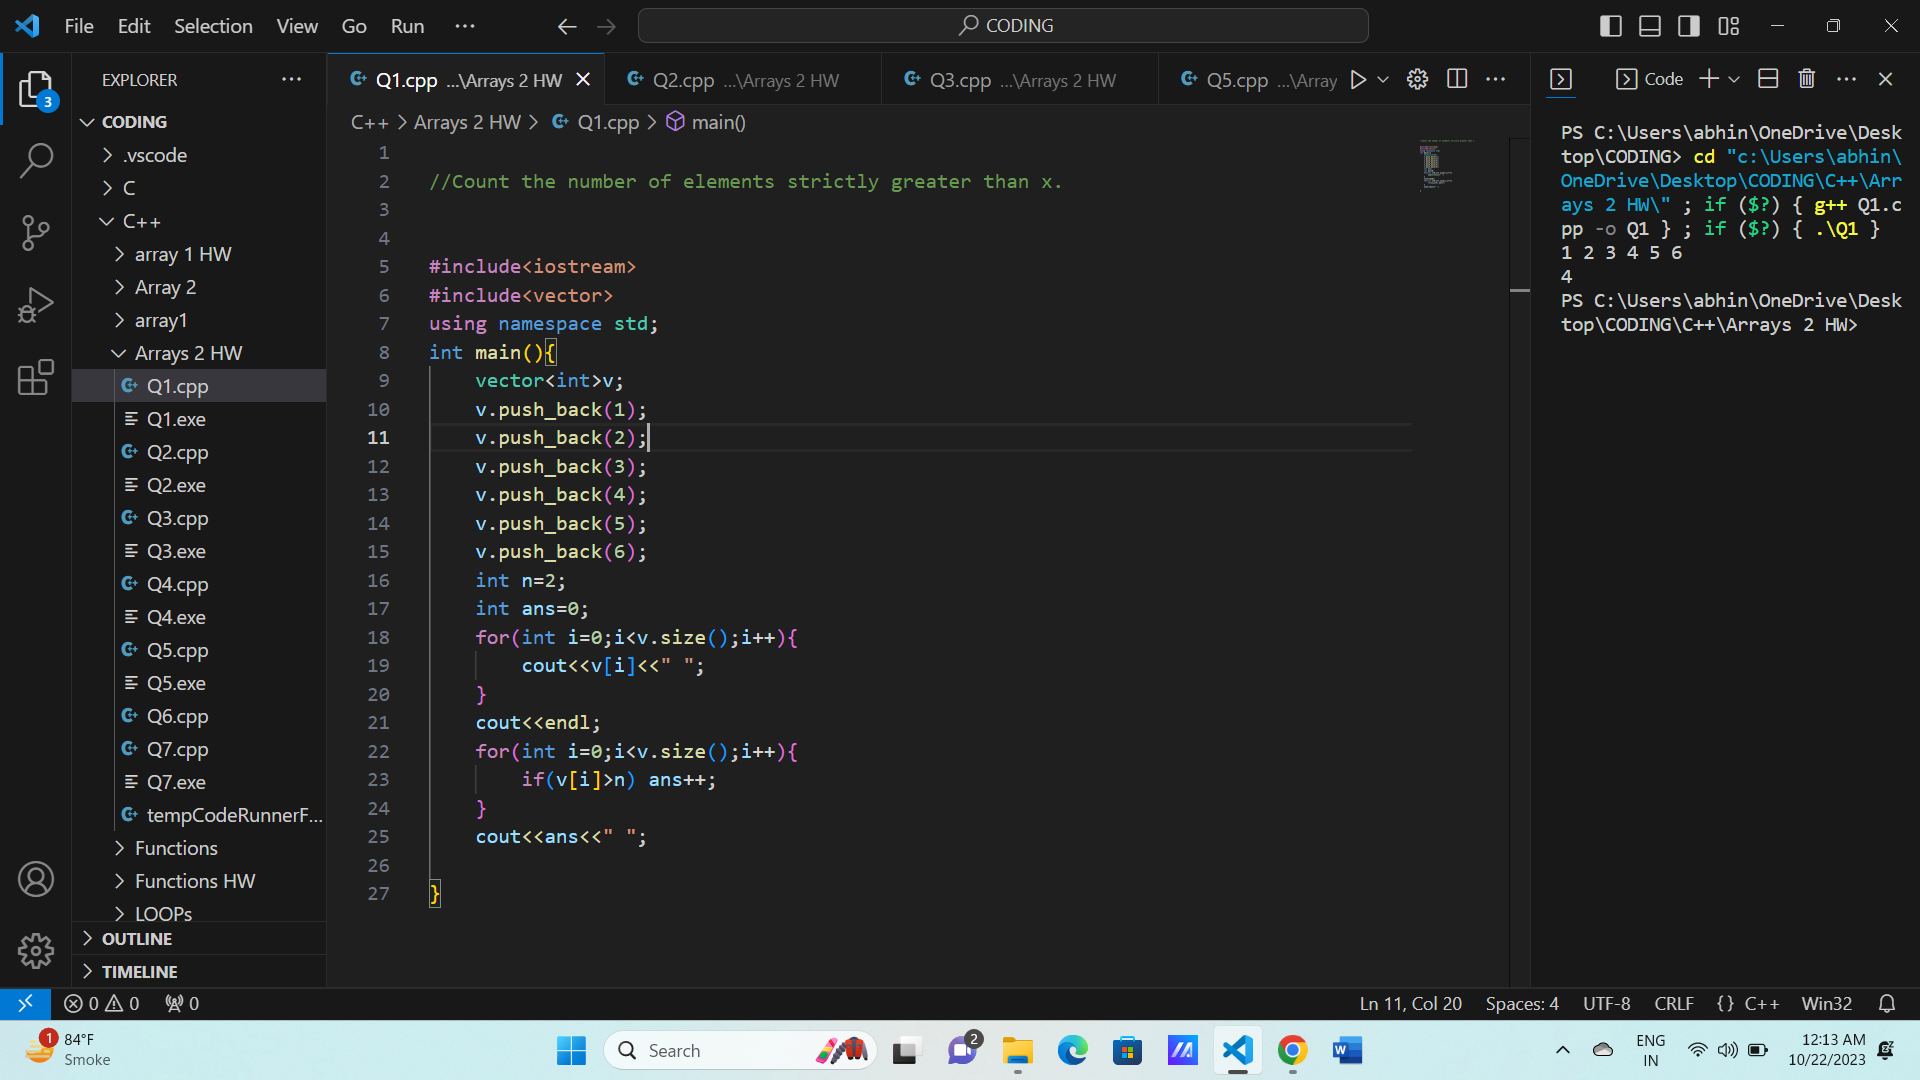 File Edit Selection View Go Run ··· CODING
EXPLORER ···
CODING
.vscode
C
C++
array 1 HW
Array 2
array1
Arrays 2 HW
Q1.cpp
Q1.exe
Q2.cpp
Q2.exe
Q3.cpp
Q3.exe
Q4.cpp
Q4.exe
Q5.cpp
Q5.exe
Q6.cpp
Q7.cpp
Q7.exe
tempCodeRunnerF...
Functions
Functions HW
LOOPs
OUTLINE
TIMELINE
3
Q1.cpp ...\Arrays 2 HW Q2.cpp ...\Arrays 2 HW Q3.cpp ...\Arrays 2 HW Q5.cpp ...\Array
C++ > Arrays 2 HW > Q1.cpp > main()
1
2 //Count the number of elements strictly greater than x.
3
4
5 #include<iostream>
6 #include<vector>
7 using namespace std;
8 int main(){
9 vector<int>v;
10 v.push_back(1);
11 v.push_back(2);
12 v.push_back(3);
13 v.push_back(4);
14 v.push_back(5);
15 v.push_back(6);
16 int n=2;
17 int ans=0;
18 for(int i=0;i<v.size();i++){
19 cout<<v[i]<<" ";
20 }
21 cout<<endl;
22 for(int i=0;i<v.size();i++){
23 if(v[i]>n) ans++;
24 }
25 cout<<ans<<" ";
26
27 }
Code
PS C:\Users\abhin\OneDrive\Desk
top\CODING> cd "c:\Users\abhin\
OneDrive\Desktop\CODING\C++\Arr
ays 2 HW\" ; if ($?) { g++ Q1.c
pp -o Q1 } ; if ($?) { .\Q1 }
1 2 3 4 5 6
4
PS C:\Users\abhin\OneDrive\Desk
top\CODING\C++\Arrays 2 HW>
0 0 0 Ln 11, Col 20 Spaces: 4 UTF-8 CRLF {} C++ Win32
1 84°F
Smoke
Search
2
W
ENG
IN
12:13 AM
10/22/2023